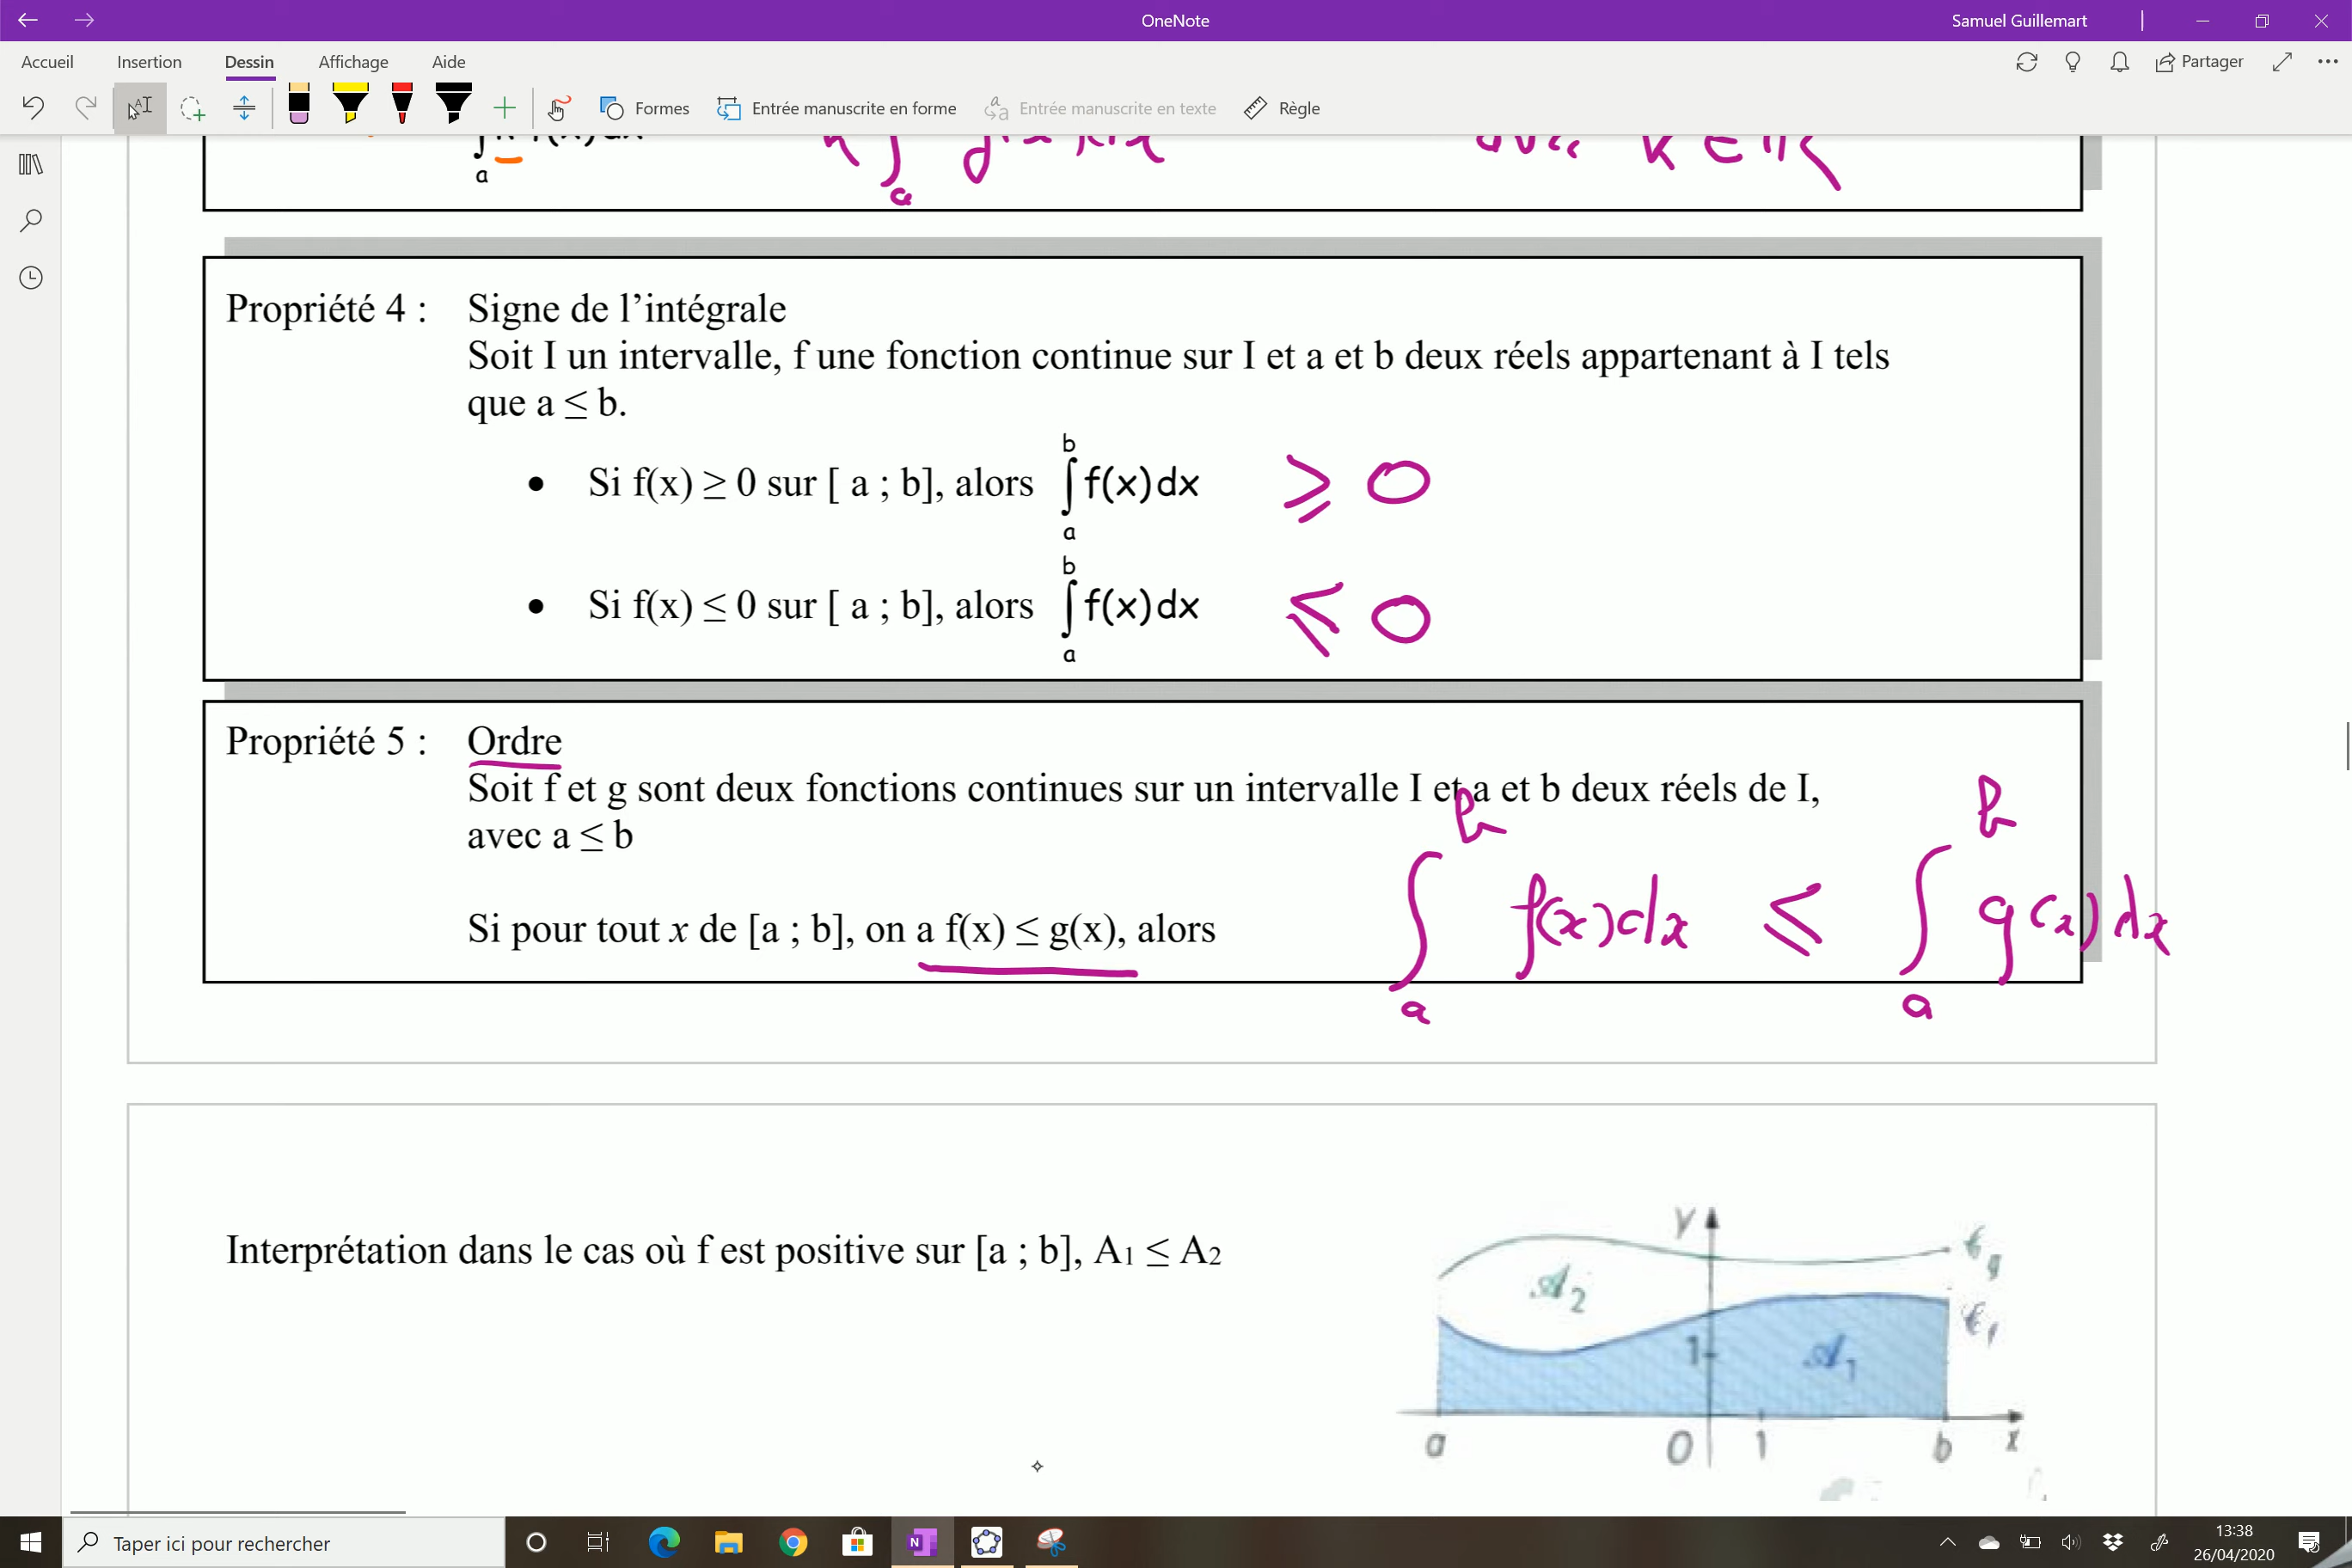 OneNote
Samuel Guillemart
Accueil
Insertion
Dessin
Affichage
Aide
Partager
Formes
Entrée manuscrite en forme
Entrée manuscrite en texte
Règle
a
a
Propriété 4 : Signe de l’intégrale
Soit I un intervalle, f une fonction continue sur I et a et b deux réels appartenant à I tels
que a ≤ b.
• Si f(x) ≥ 0 sur [ a ; b], alors ∫ₐᵇ f(x) dx ≥ 0
• Si f(x) ≤ 0 sur [ a ; b], alors ∫ₐᵇ f(x) dx ≤ 0
Propriété 5 : Ordre
Soit f et g sont deux fonctions continues sur un intervalle I et a et b deux réels de I,
avec a ≤ b
Si pour tout x de [a ; b], on a f(x) ≤ g(x), alors ∫ₐᵇ f(x)dx ≤ ∫ₐᵇ g(x)dx
Interprétation dans le cas où f est positive sur [a ; b], A₁ ≤ A₂
y
𝒞g
𝒜₂
𝒞f
1
𝒜₁
a
0
1
b
x
Taper ici pour rechercher
13:38
26/04/2020